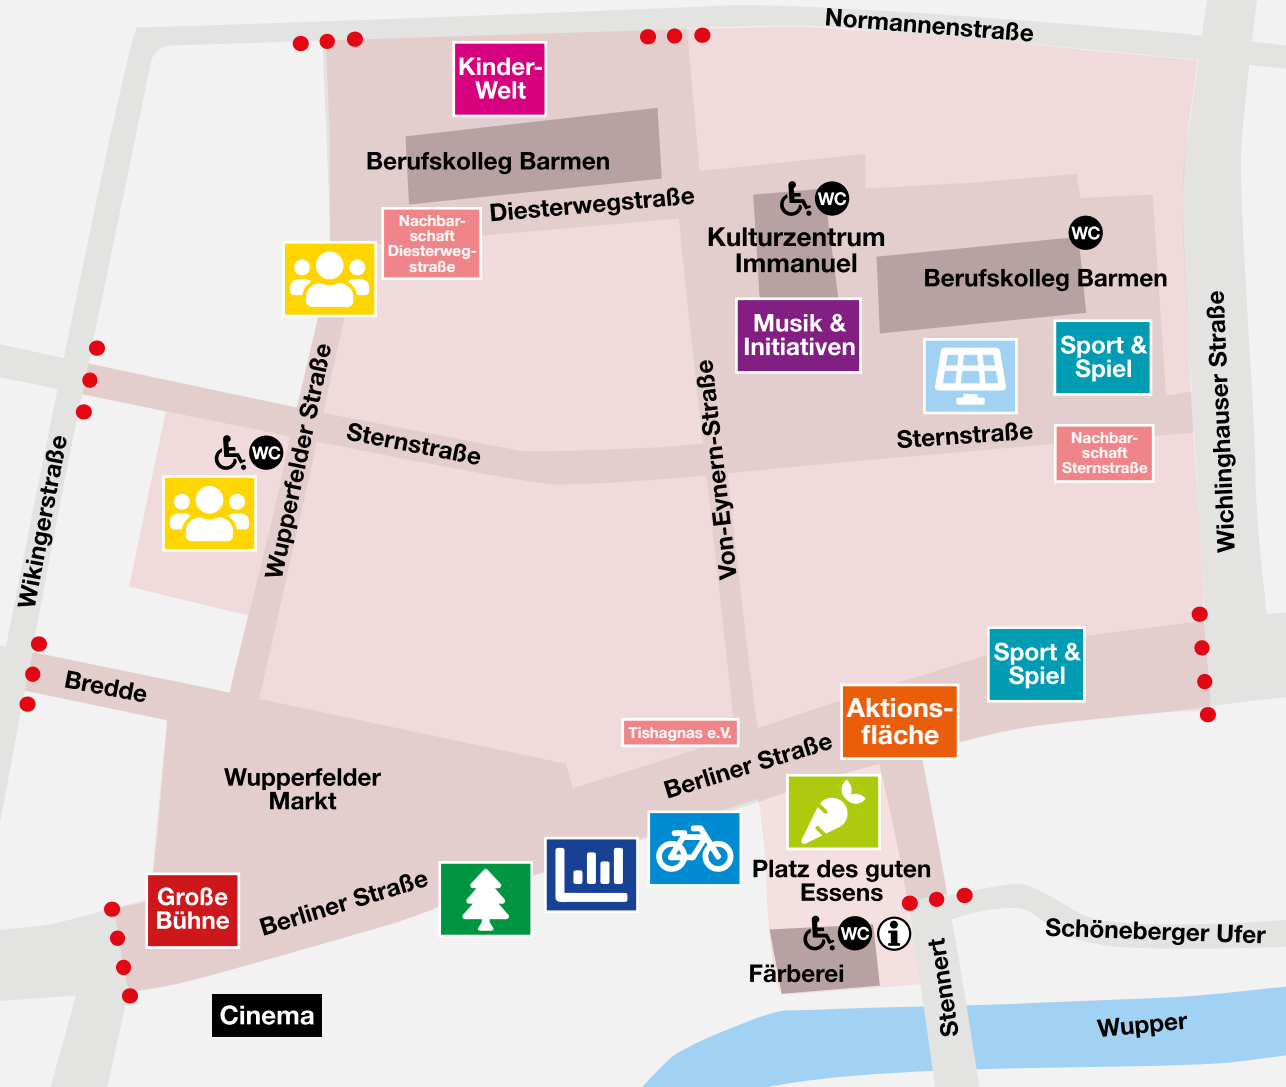 Normannenstraße
Kinder-
Welt
Berufskolleg Barmen
Diesterwegstraße
Nachbar-
schaft
Diesterweg-
straße
WC
Kulturzentrum
Immanuel
WC
Berufskolleg Barmen
Musik &
Initiativen
Sport &
Spiel
Wichlinghauser Straße
Wupperfelder Straße
Von-Eynern-Straße
Sternstraße
Sternstraße
Nachbar-
schaft
Sternstraße
WC
Wikingerstraße
Bredde
Sport &
Spiel
Aktions-
fläche
Tishagnas e.V.
Berliner Straße
Wupperfelder
Markt
Platz des guten
Essens
Große
Bühne
Berliner Straße
WC
i
Färberei
Stennert
Schöneberger Ufer
Cinema
Wupper